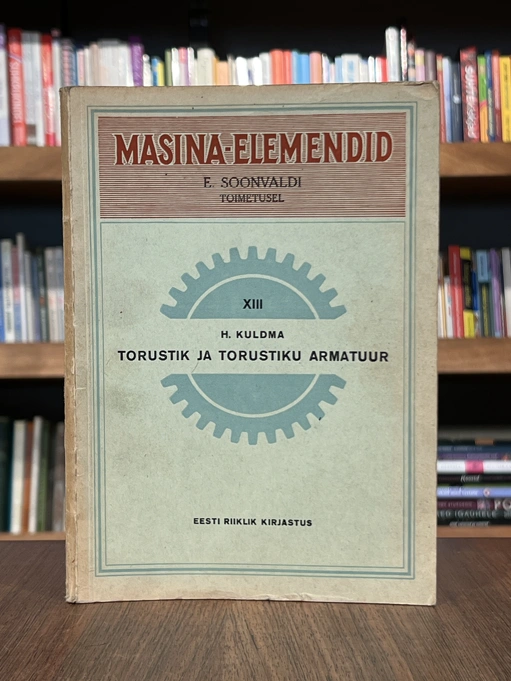 MASINA-ELEMENDID
E. SOONVALDI
TOIMETUSEL
XIII
H. KULDMA
TORUSTIK JA TORUSTIKU ARMATUUR
EESTI RIIKLIK KIRJASTUS